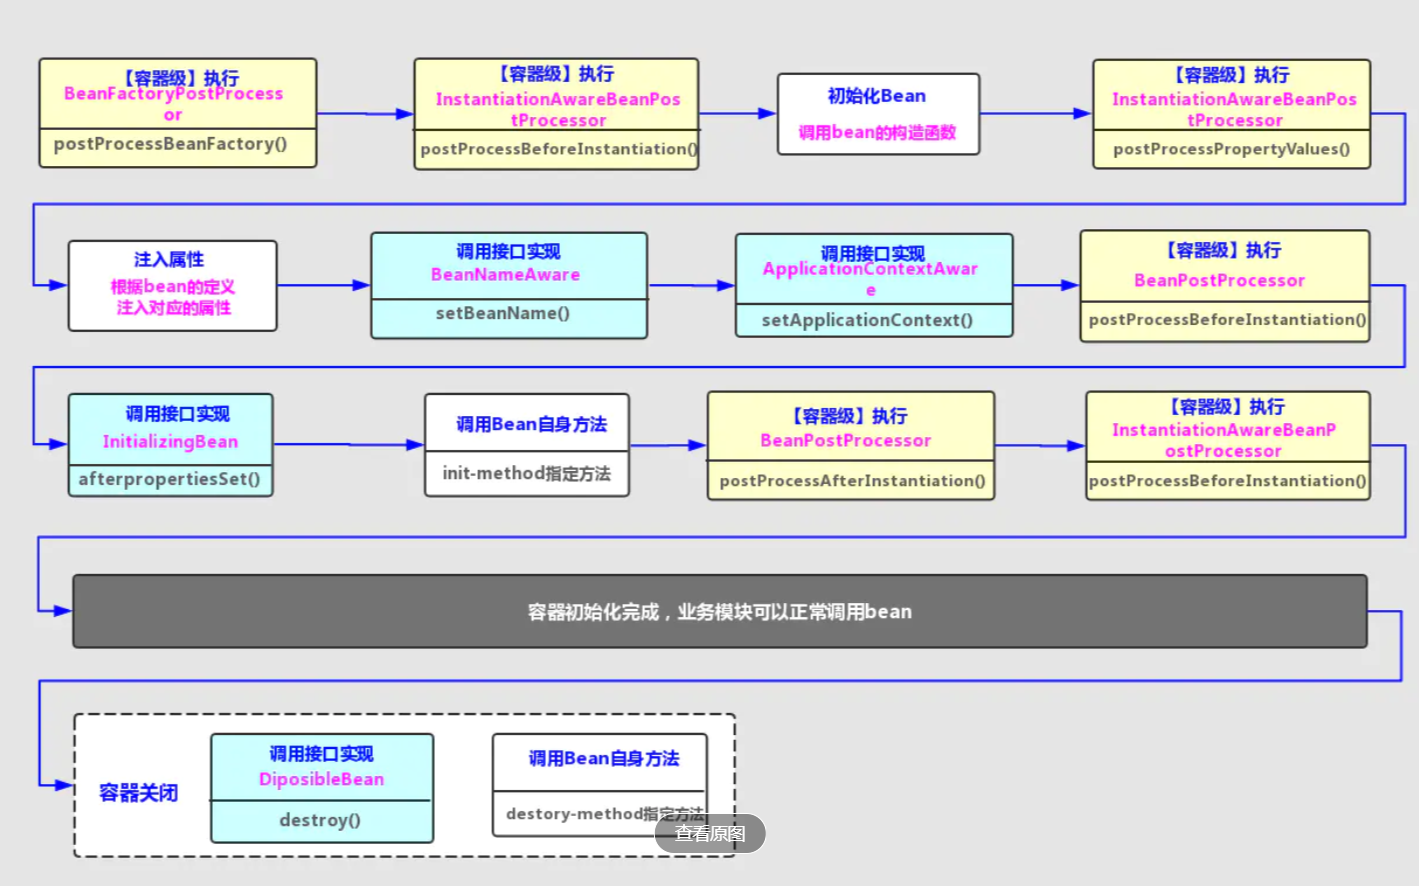 【容器级】执行
BeanFactoryPostProcess
or
postProcessBeanFactory()
【容器级】执行
InstantiationAwareBeanPos
tProcessor
postProcessBeforeInstantiation()
初始化Bean
调用bean的构造函数
【容器级】执行
InstantiationAwareBeanPos
tProcessor
postProcessPropertyValues()
注入属性
根据bean的定义
注入对应的属性
调用接口实现
BeanNameAware
setBeanName()
调用接口实现
ApplicationContextAwar
e
setApplicationContext()
【容器级】执行
BeanPostProcessor
postProcessBeforeInstantiation()
调用接口实现
InitializingBean
afterpropertiesSet()
调用Bean自身方法
init-method指定方法
【容器级】执行
BeanPostProcessor
postProcessAfterInstantiation()
【容器级】执行
InstantiationAwareBeanP
ostProcessor
postProcessBeforeInstantiation()
容器初始化完成，业务模块可以正常调用bean
容器关闭
调用接口实现
DiposibleBean
destroy()
调用Bean自身方法
destory-method指定方法
查看原图